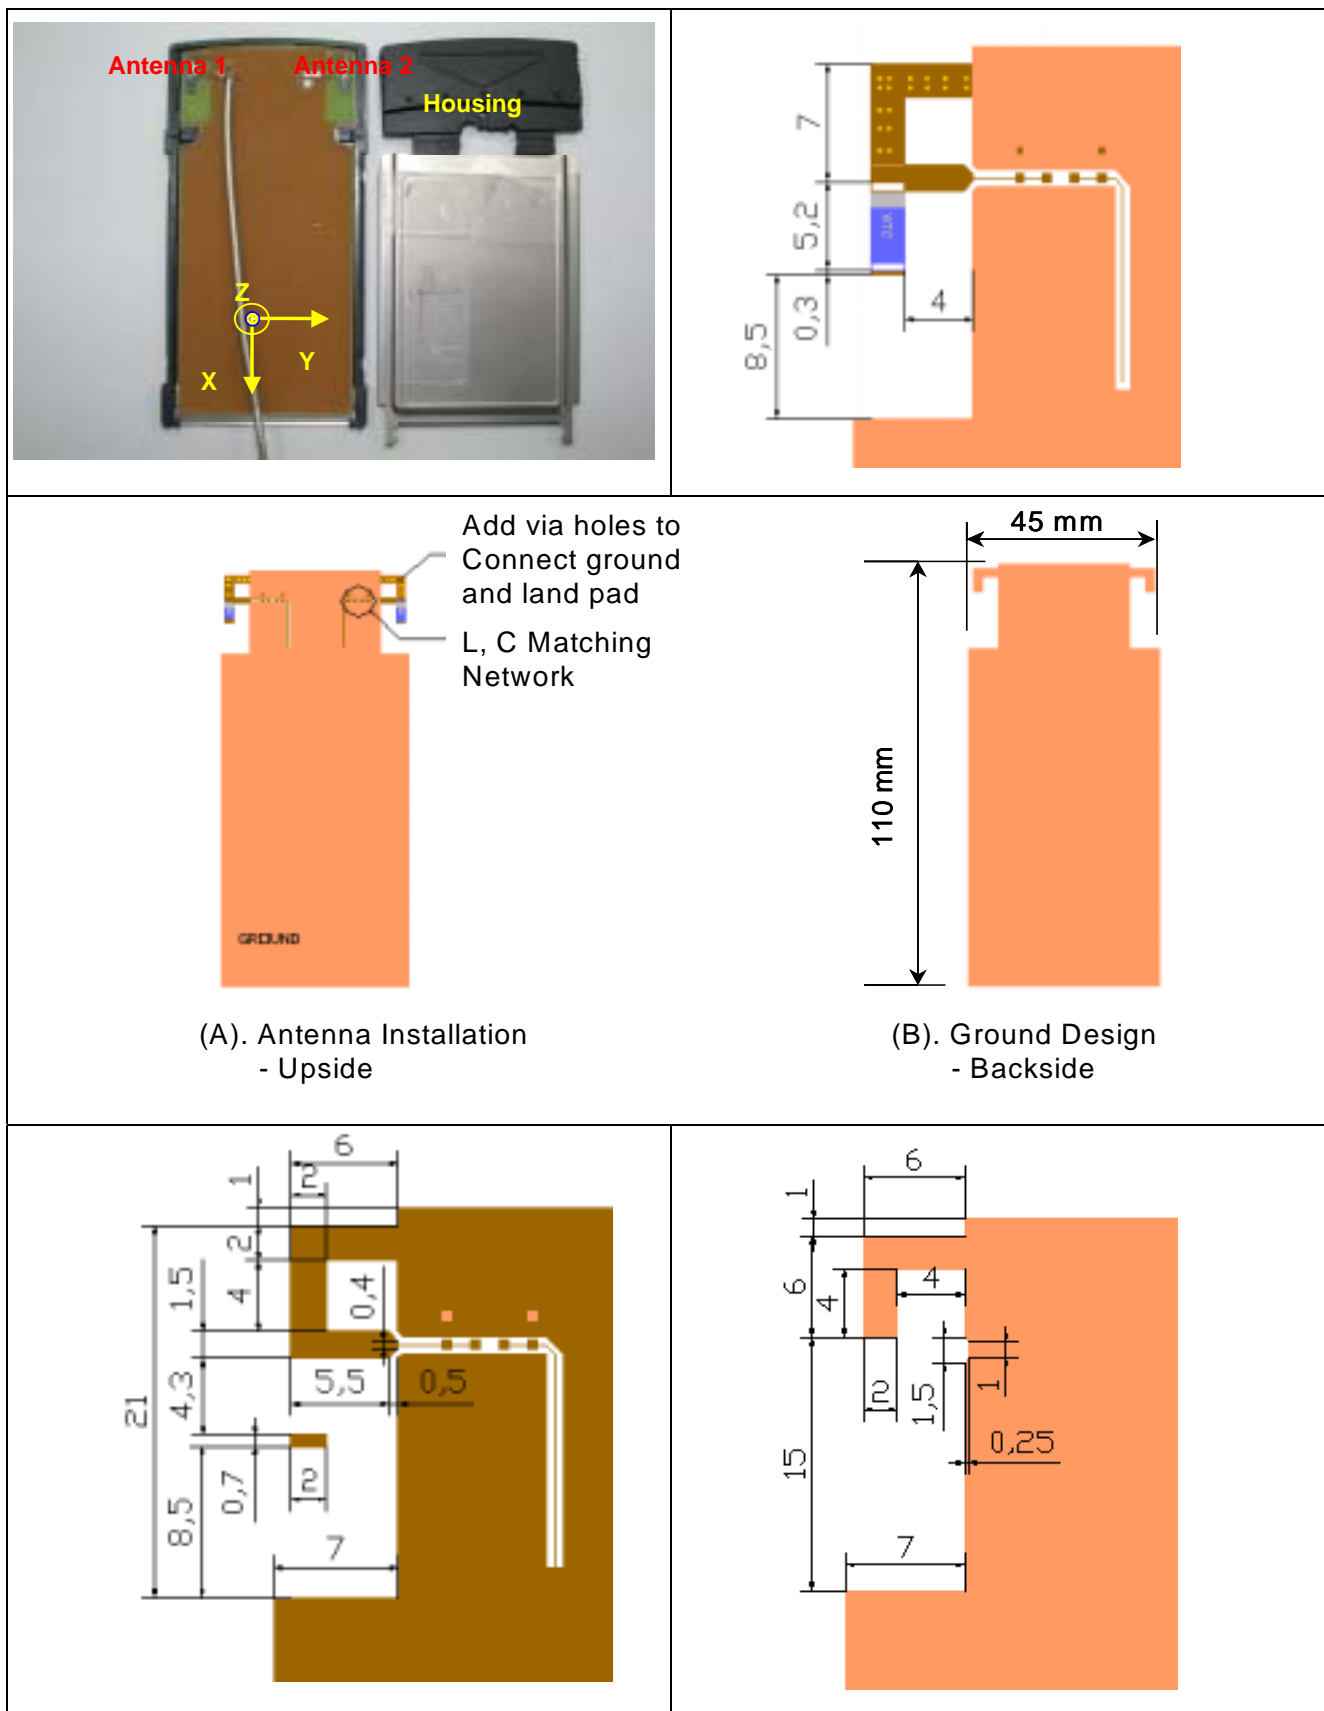 Antenna 1
Antenna 2
Housing
Z
Y
X
7
5,2
0,3
8,5
4
WTC
Add via holes to
Connect ground
and land pad
L, C Matching
Network
GROUND
45 mm
110 mm
(A). Antenna Installation
- Upside
(B). Ground Design
- Backside
6
1
2
2
1,5
4
0,4
5,5
0,5
4,3
21
0,7
2
8,5
7
6
1
6
4
4
2
1,5
1
0,25
15
7